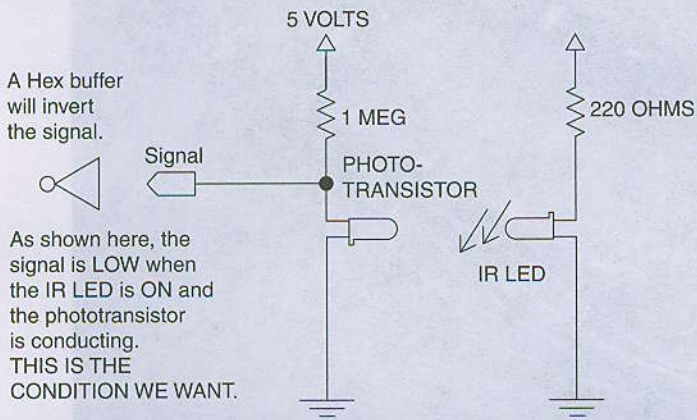 5 VOLTS
A Hex buffer
will invert
the signal.
1 MEG
220 OHMS
Signal
PHOTO-
TRANSISTOR
As shown here, the
signal is LOW when
the IR LED is ON and
the phototransistor
is conducting.
THIS IS THE
CONDITION WE WANT.
IR LED